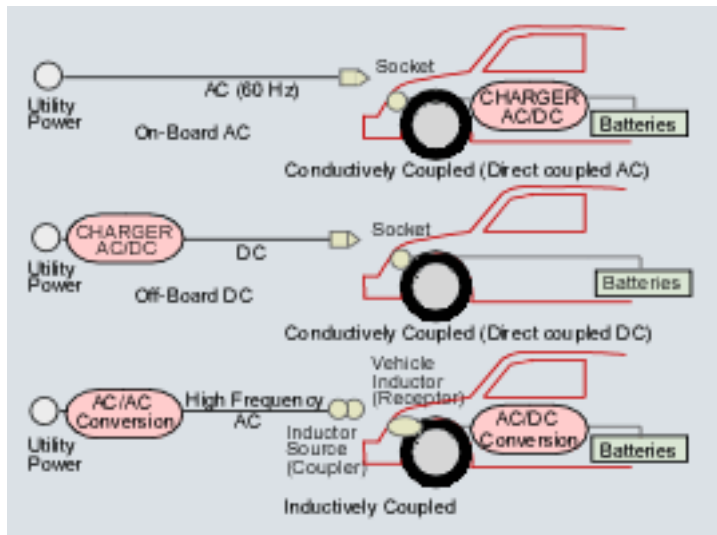 Socket
AC (60 Hz)
Utility
Power
On-Board AC
CHARGER
AC/DC
Batteries
Conductively Coupled (Direct coupled AC)
CHARGER
AC/DC
Socket
DC
Utility
Power
Off-Board DC
Batteries
Conductively Coupled (Direct coupled DC)
Vehicle
Inductor
(Receptor)
AC/AC
Conversion
High Frequency
AC
AC/DC
Conversion
Utility
Power
Inductor
Source
(Coupler)
Batteries
Inductively Coupled